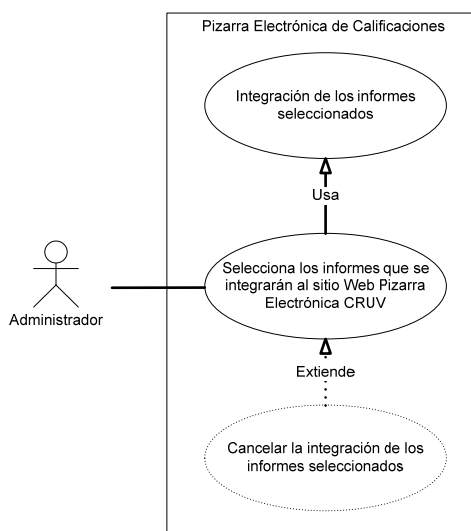 Pizarra Electrónica de Calificaciones
Integración de los informes
seleccionados
Usa
Selecciona los informes que se
integrarán al sitio Web Pizarra
Electrónica CRUV
Administrador
Extiende
Cancelar la integración de los
informes seleccionados